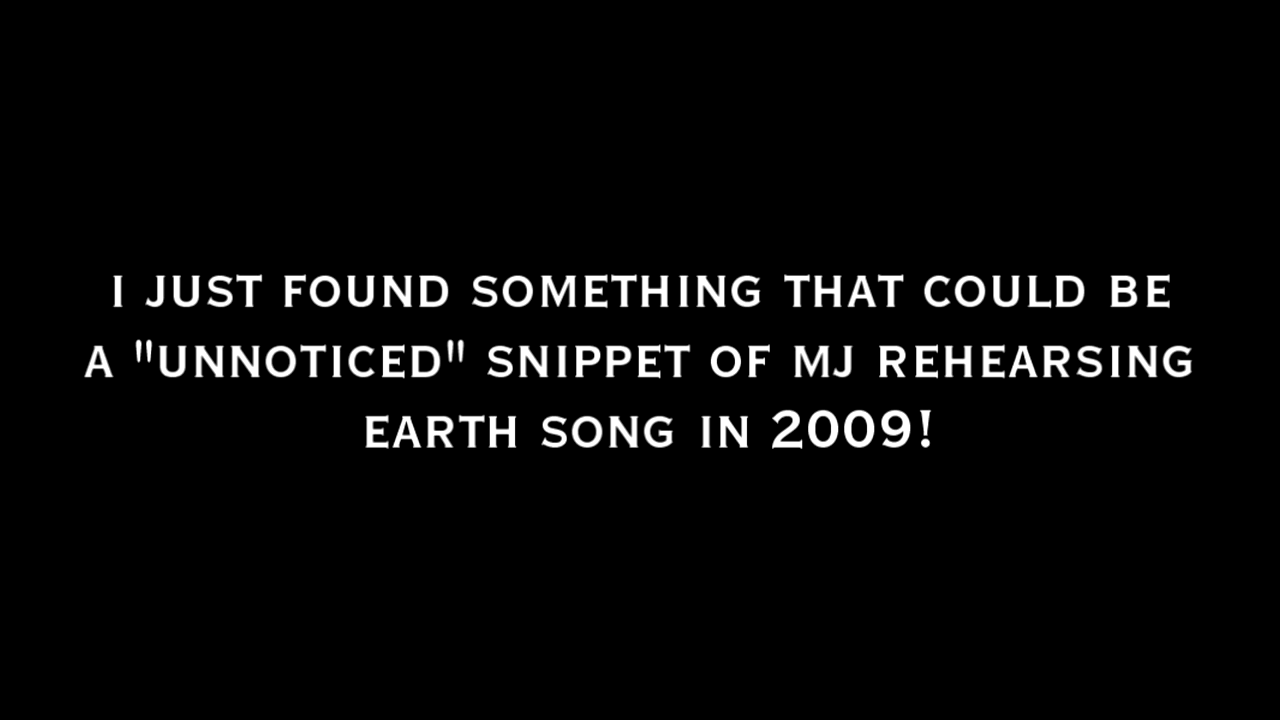 I JUST FOUND SOMETHING THAT COULD BE
A "UNNOTICED" SNIPPET OF MJ REHEARSING
EARTH SONG IN 2009!